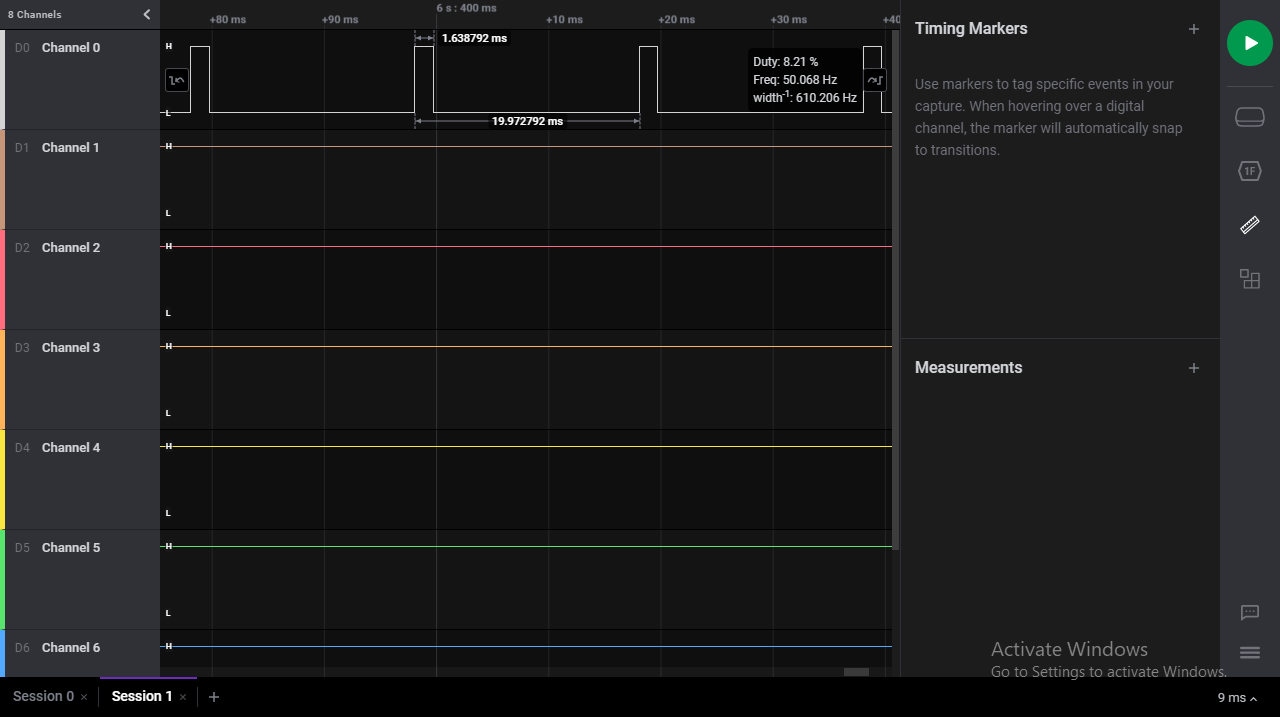 8 Channels
+80 ms
+90 ms
6 s : 400 ms
+10 ms
+20 ms
+30 ms
+40
Timing Markers
Use markers to tag specific events in your
capture. When hovering over a digital
channel, the marker will automatically snap
to transitions.
D0 Channel 0
H
L
1.638792 ms
19.972792 ms
Duty: 8.21 %
Freq: 50.068 Hz
width⁻¹: 610.206 Hz
D1 Channel 1
H
L
D2 Channel 2
H
L
D3 Channel 3
H
L
Measurements
D4 Channel 4
H
L
D5 Channel 5
H
L
D6 Channel 6
H
1F
Activate Windows
Go to Settings to activate Windows.
Session 0
Session 1
9 ms